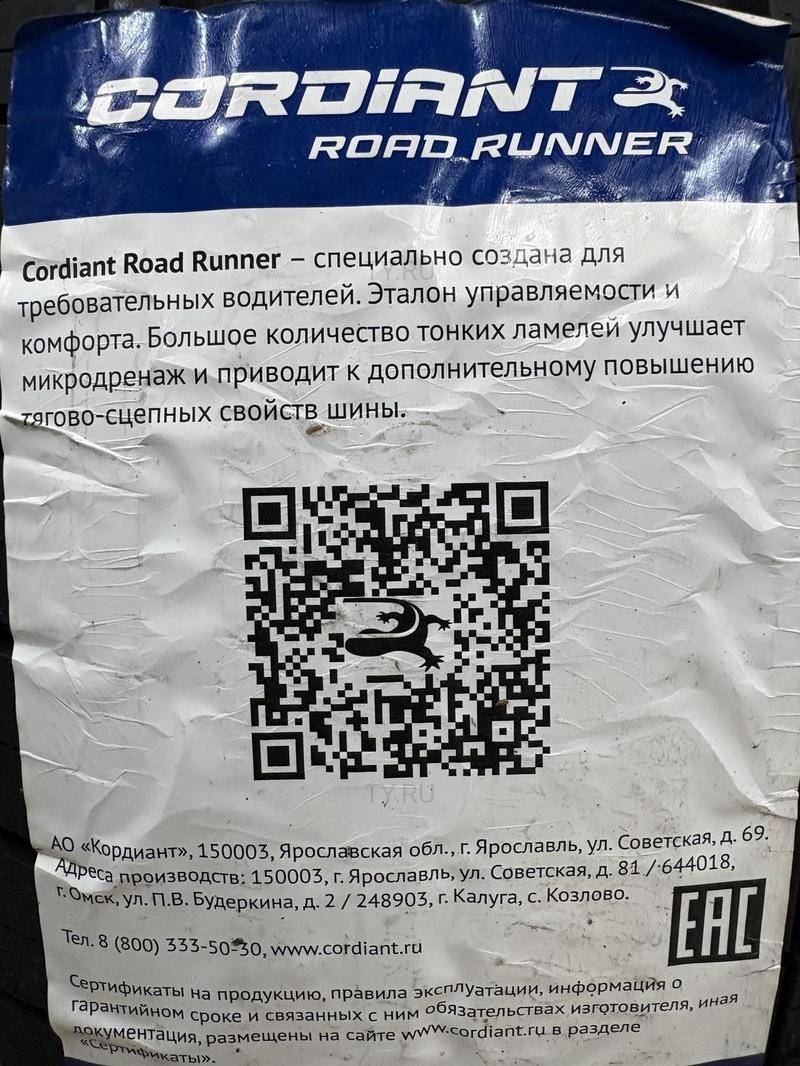 CORDIANT
ROAD RUNNER
Cordiant Road Runner – специально создана для
требовательных водителей. Эталон управляемости и
комфорта. Большое количество тонких ламелей улучшает
микродренаж и приводит к дополнительному повышению
тягово-сцепных свойств шины.
TY.RU
TY.RU
АО «Кордиант», 150003, Ярославская обл., г. Ярославль, ул. Советская, д. 69.
Адреса производств: 150003, г. Ярославль, ул. Советская, д. 81 / 644018,
г. Омск, ул. П.В. Будеркина, д. 2 / 248903, г. Калуга, с. Козлово.
EAC
Тел. 8 (800) 333-50-30, www.cordiant.ru
Сертификаты на продукцию, правила эксплуатации, информация о
гарантийном сроке и связанных с ним обязательствах изготовителя, иная
документация, размещены на сайте www.cordiant.ru в разделе
«Сертификаты».